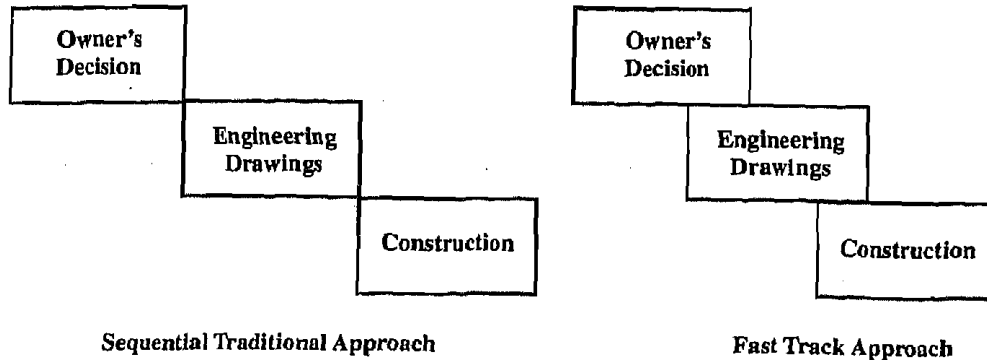 Owner's
Decision
Engineering
Drawings
Construction
Sequential Traditional Approach
Owner's
Decision
Engineering
Drawings
Construction
Fast Track Approach